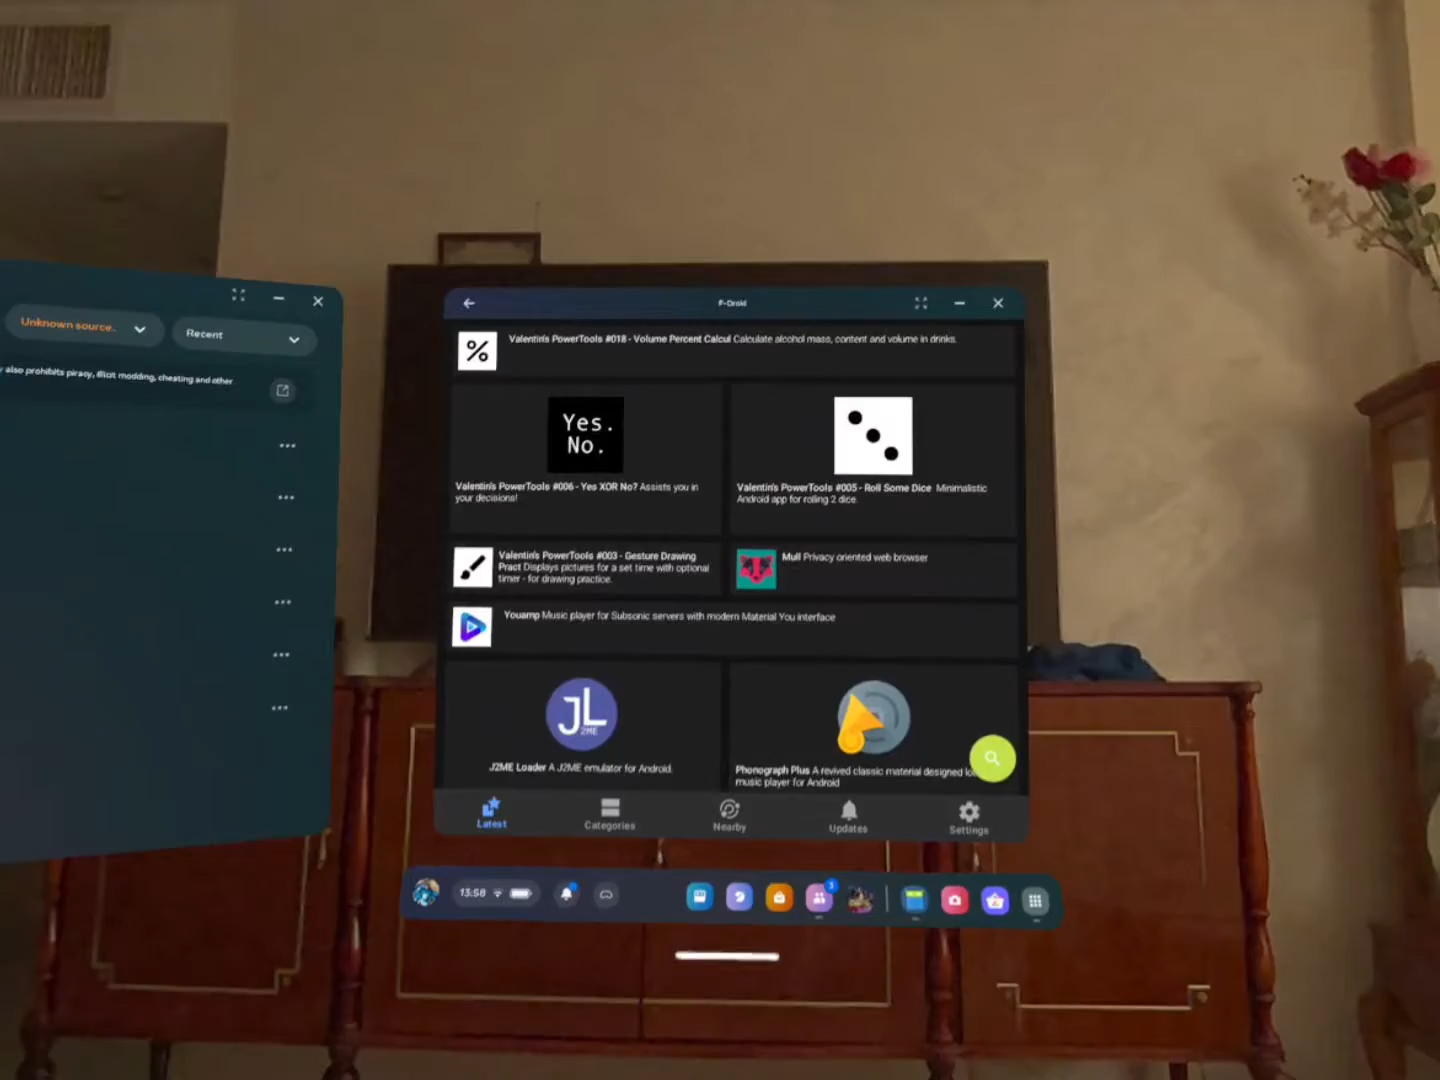 Unknown source.
Recent
also prohibits piracy, illicit modding, cheating and other
F-Droid
%
Valentin's PowerTools #018 - Volume Percent Calcul Calculate alcohol mass, content and volume in drinks.
Yes.
No.
Valentin's PowerTools #006 - Yes XOR No? Assists you in
your decisions!
Valentin's PowerTools #005 - Roll Some Dice Minimalistic
Android app for rolling 2 dice.
Valentin's PowerTools #003 - Gesture Drawing
Pract Displays pictures for a set time with optional
timer - for drawing practice.
Mull Privacy oriented web browser
Youamp Music player for Subsonic servers with modern Material You interface
JL
2ME
J2ME Loader A J2ME emulator for Android.
Phonograph Plus A revived classic material designed
music player for Android
Latest
Categories
Nearby
Updates
Settings
13:58
3